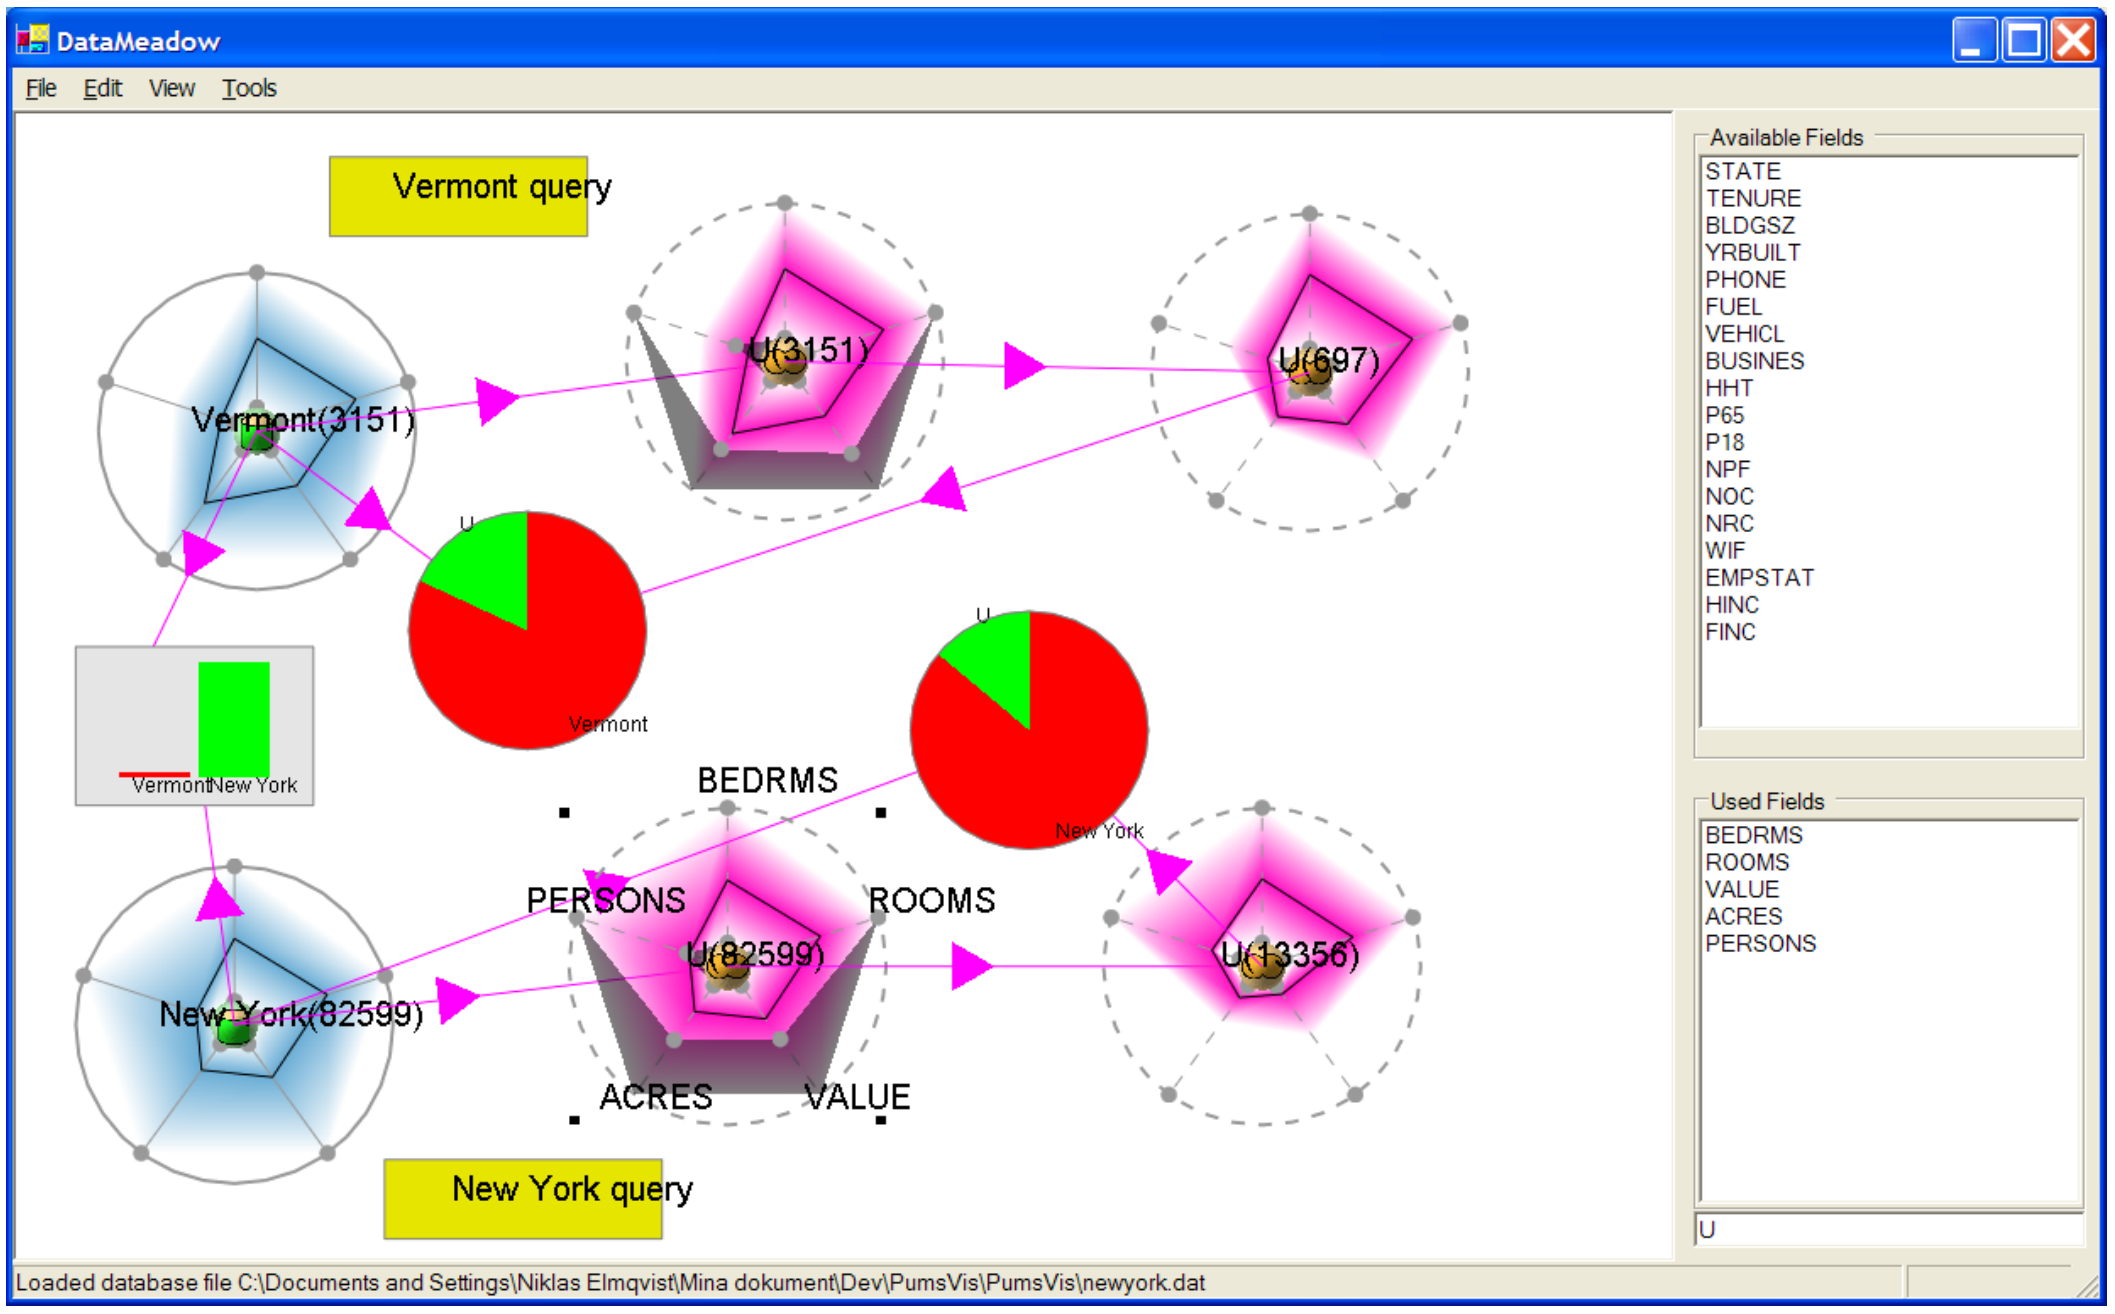 DataMeadow
File Edit View Tools
Vermont query
U(3151)
U(697)
Vermont(3151)
U
Vermont
U
New York
Vermont
New York
BEDRMS
PERSONS
ROOMS
U(82599)
U(13356)
New York(82599)
ACRES
VALUE
New York query
Available Fields
STATE
TENURE
BLDGSZ
YRBUILT
PHONE
FUEL
VEHICL
BUSINES
HHT
P65
P18
NPF
NOC
NRC
WIF
EMPSTAT
HINC
FINC
Used Fields
BEDRMS
ROOMS
VALUE
ACRES
PERSONS
U
Loaded database file C:\Documents and Settings\Niklas Elmqvist\Mina dokument\Dev\PumsVis\PumsVis\newyork.dat